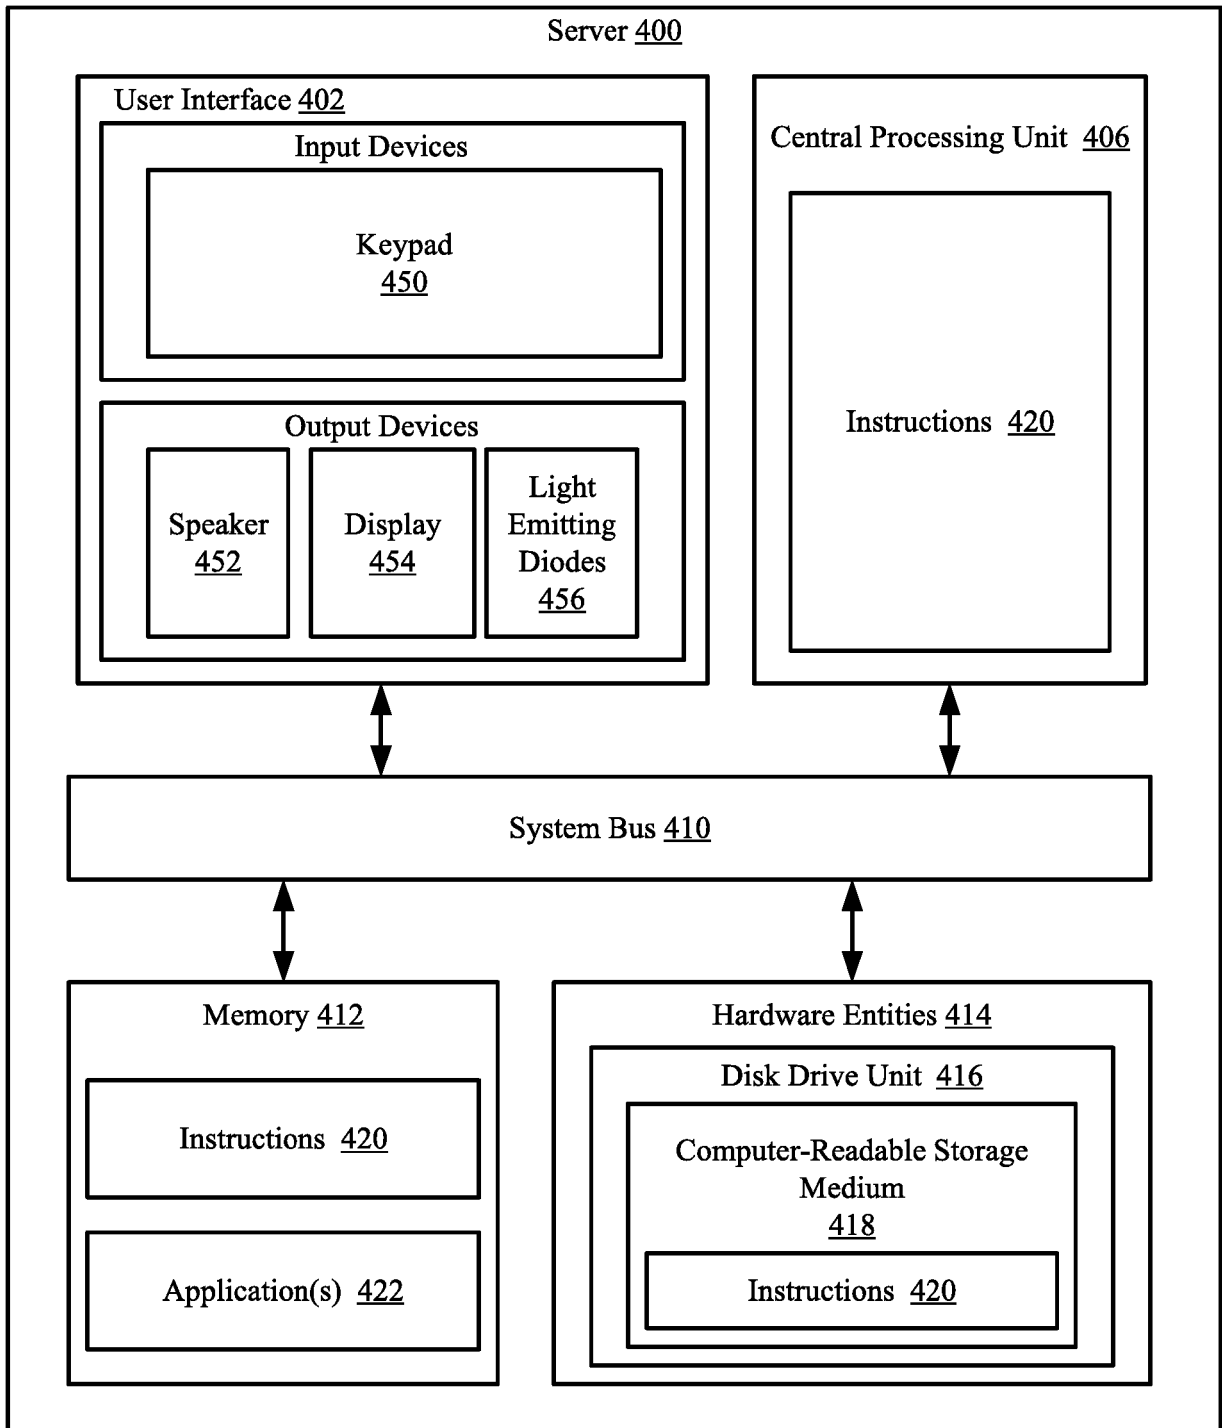 Server 400
User Interface 402
Input Devices
Keypad
450
Output Devices
Speaker
452
Display
454
Light
Emitting
Diodes
456
Central Processing Unit 406
Instructions 420
System Bus 410
Memory 412
Instructions 420
Application(s) 422
Hardware Entities 414
Disk Drive Unit 416
Computer-Readable Storage
Medium
418
Instructions 420